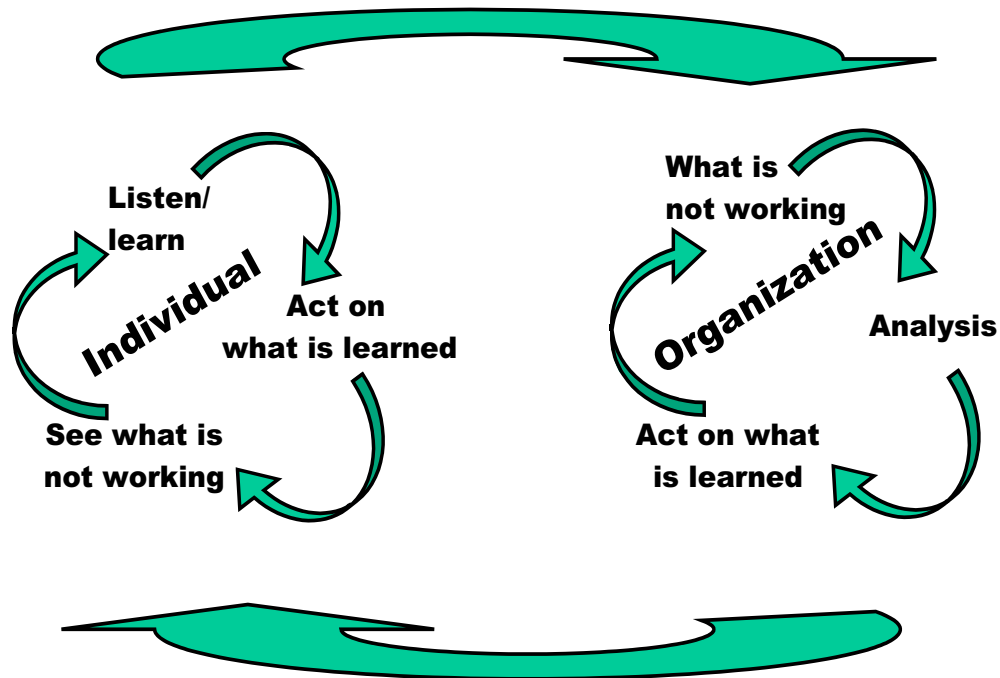 Listen/
learn
Individual
Act on
what is learned
See what is
not working
What is
not working
Organization
Analysis
Act on what
is learned